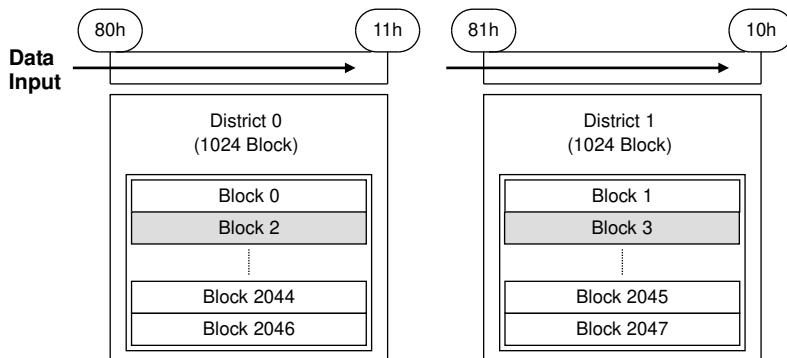 80h
11h
81h
10h
Data
Input
District 0
(1024 Block)
District 1
(1024 Block)
Block 0
Block 2
Block 2044
Block 2046
Block 1
Block 3
Block 2045
Block 2047